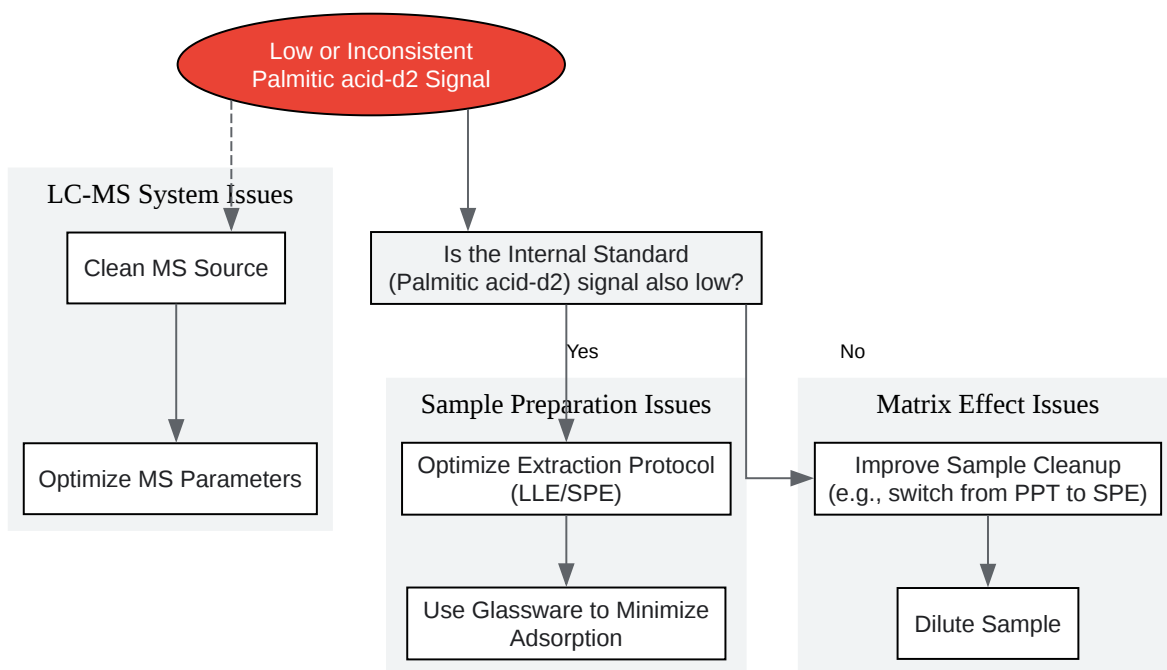 Low or Inconsistent
Palmitic acid-d2 Signal
LC-MS System Issues
Clean MS Source
Optimize MS Parameters
Is the Internal Standard
(Palmitic acid-d2) signal also low?
Yes
No
Sample Preparation Issues
Optimize Extraction Protocol
(LLE/SPE)
Use Glassware to Minimize
Adsorption
Matrix Effect Issues
Improve Sample Cleanup
(e.g., switch from PPT to SPE)
Dilute Sample